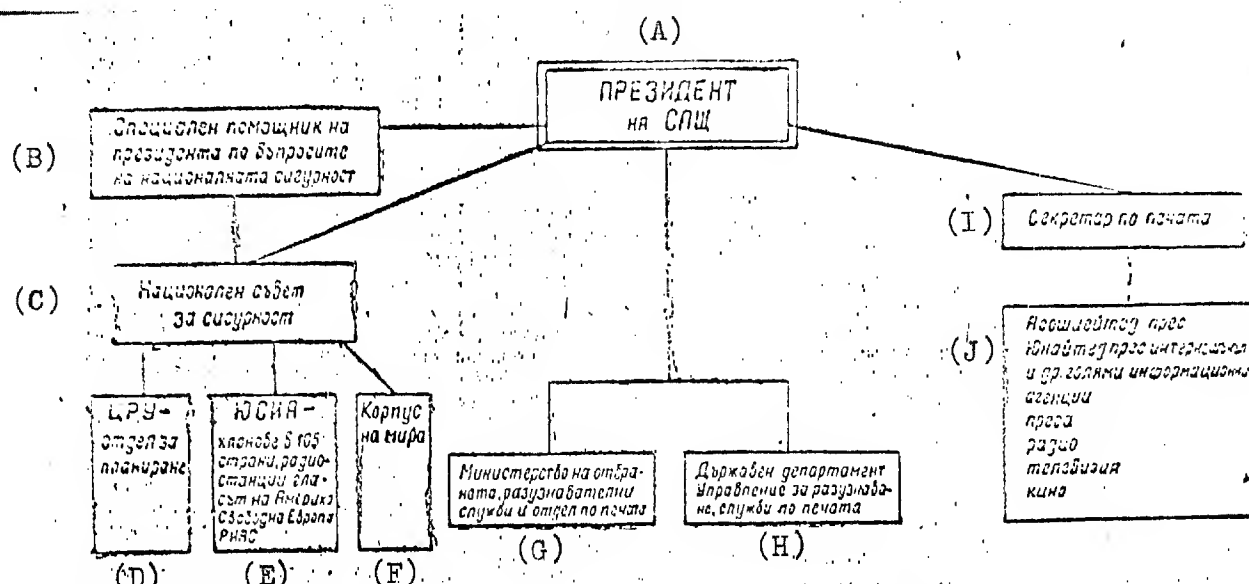 (A)
ПРЕЗИДЕНТ
на СПЩ
(B)
Специален помощник на
президента по въпросите
на националната сигурност
(I)
Секретар по печата
(C)
Национален съвет
за сигурност
(J)
Асошиейтед прес
Юнайтед прес интернешънъл
и др. големи информационни
агенции
преса
радио
телевизия
кино
ЦРУ-
отдел за
планиране
(D)
ЮСИА-
клонове в 105
страни, радио-
станции Гла-
сът на Америка
Свободна Европа
РИАС
(E)
Корпус
на мира
(F)
Министерство на отбра-
ната, разузнавателни
служби и отдел по печата
(G)
Държавен департамент
Управление за разузнава-
не, служби по печата
(H)